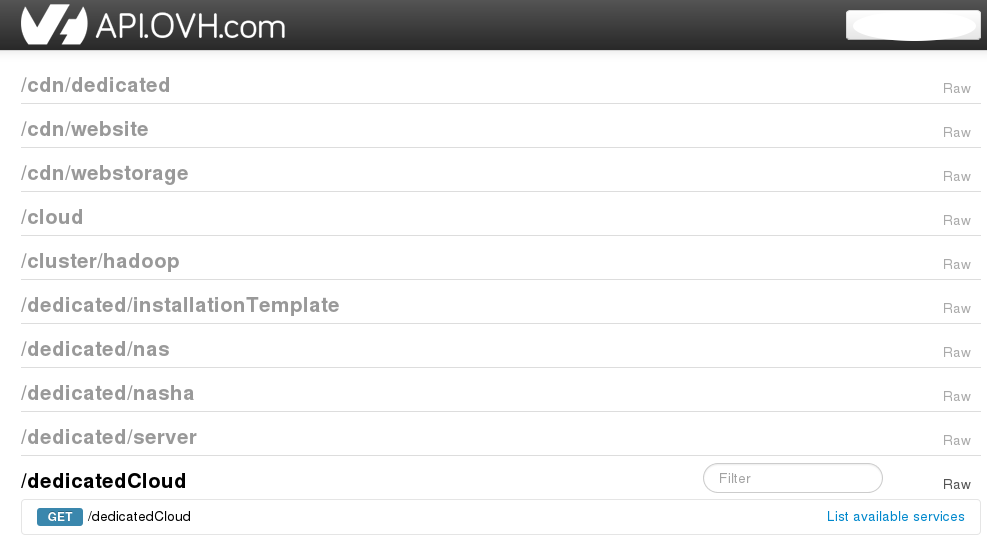 API.OVH.com
/cdn/dedicated Raw
/cdn/website Raw
/cdn/webstorage Raw
/cloud Raw
/cluster/hadoop Raw
/dedicated/installationTemplate Raw
/dedicated/nas Raw
/dedicated/nasha Raw
/dedicated/server Raw
/dedicatedCloud Filter Raw
GET /dedicatedCloud List available services